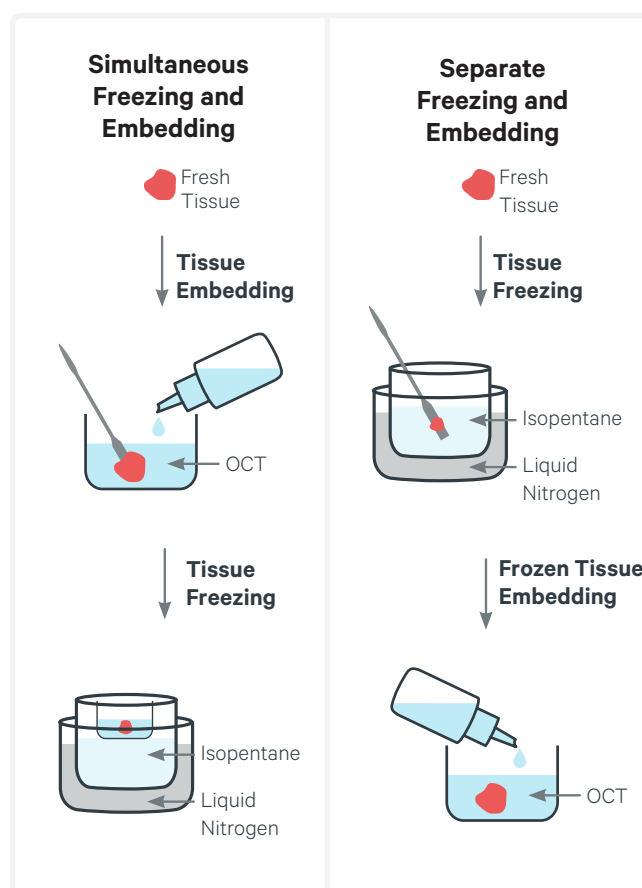 Simultaneous
Freezing and
Embedding
Fresh
Tissue
Tissue
Embedding
OCT
Tissue
Freezing
Isopentane
Liquid
Nitrogen
Separate
Freezing and
Embedding
Fresh
Tissue
Tissue
Freezing
Isopentane
Liquid
Nitrogen
Frozen Tissue
Embedding
OCT